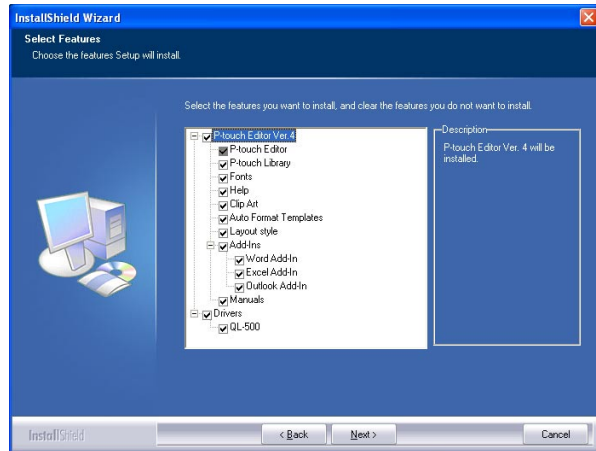 InstallShield Wizard
Select Features
Choose the features Setup will install.
Select the features you want to install, and clear the features you do not want to install.
P-touch Editor Ver.4
P-touch Editor
P-touch Library
Fonts
Help
Clip Art
Auto Format Templates
Layout style
Add-Ins
Word Add-In
Excel Add-In
Outlook Add-In
Manuals
Drivers
QL-500
Description
P-touch Editor Ver. 4 will be
installed.
InstallShield
< Back
Next >
Cancel